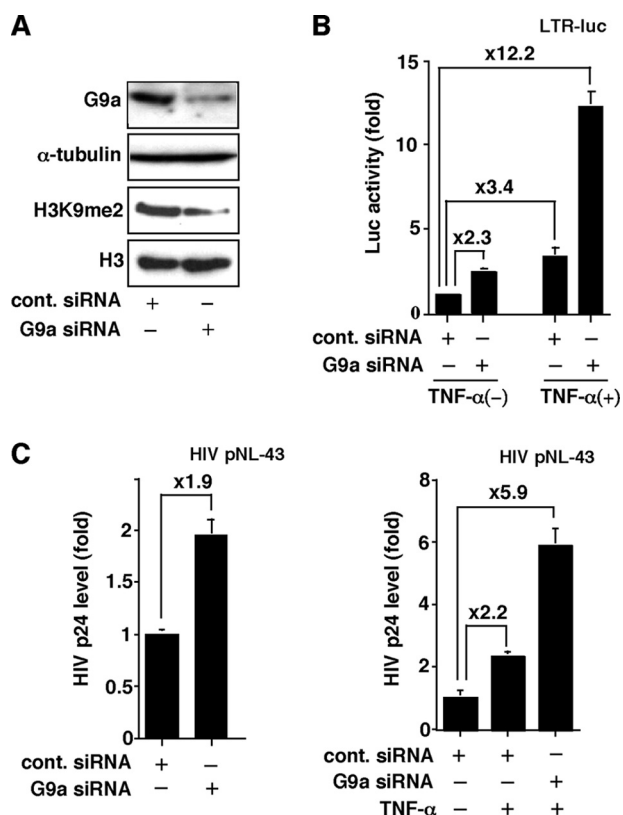 A
G9a
α-tubulin
H3K9me2
H3
cont. siRNA + −
G9a siRNA − +
B
LTR-luc
x12.2
x3.4
x2.3
Luc activity (fold)
15
10
5
0
cont. siRNA + − + −
G9a siRNA − + − +
TNF-α(−) TNF-α(+)
C
HIV pNL-43
x1.9
HIV p24 level (fold)
2
1.5
1
0.5
0
cont. siRNA + −
G9a siRNA − +
HIV pNL-43
x5.9
x2.2
HIV p24 level (fold)
8
6
4
2
0
cont. siRNA + + −
G9a siRNA − − +
TNF-α − + +